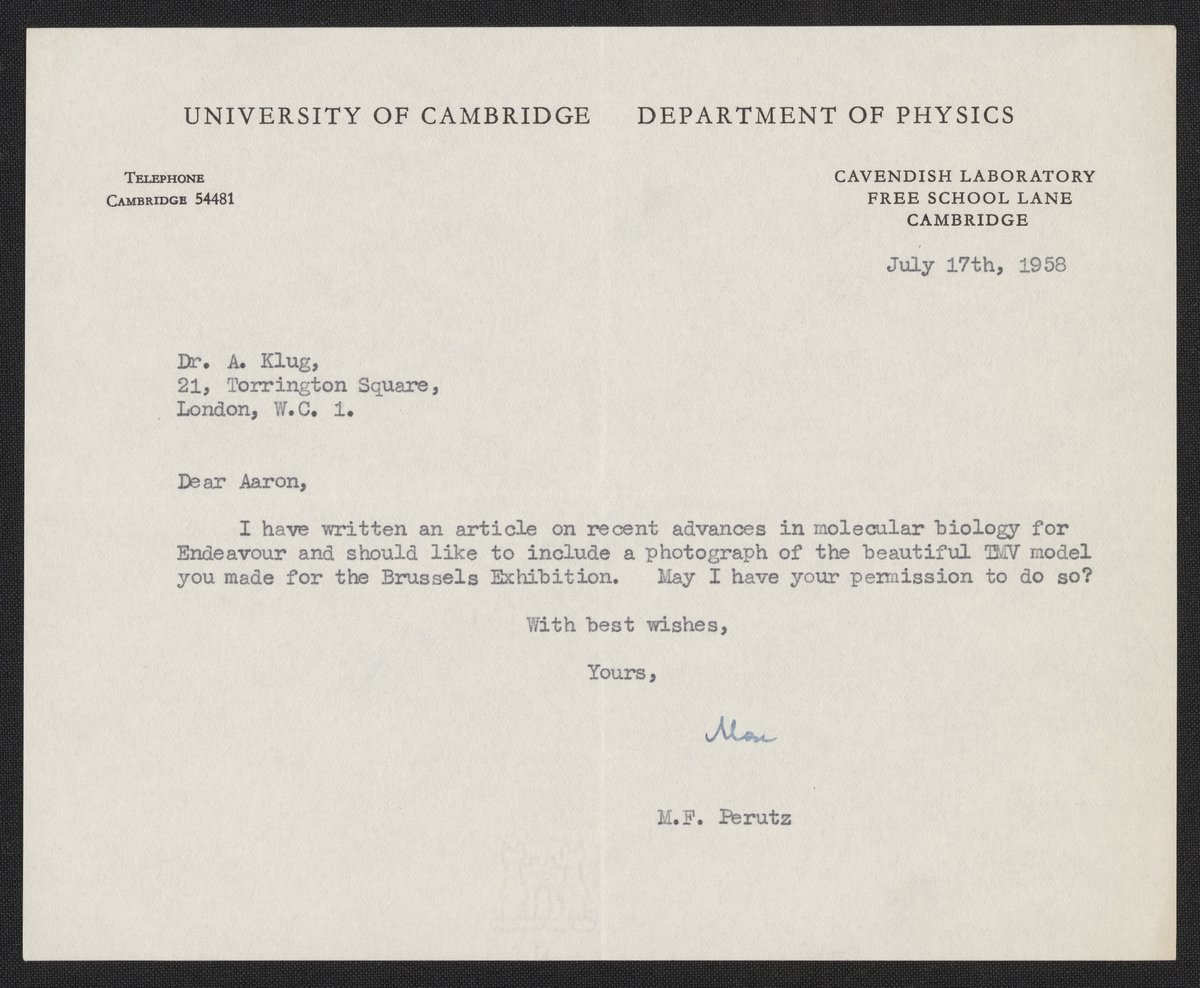 UNIVERSITY OF CAMBRIDGE DEPARTMENT OF PHYSICS
TELEPHONE
CAMBRIDGE 54481
CAVENDISH LABORATORY
FREE SCHOOL LANE
CAMBRIDGE
July 17th, 1958
Dr. A. Klug,
21, Torrington Square,
London, W.C. 1.
Dear Aaron,
I have written an article on recent advances in molecular biology for
Endeavour and should like to include a photograph of the beautiful TMV model
you made for the Brussels Exhibition. May I have your permission to do so?
With best wishes,
Yours,
Max
M.F. Perutz